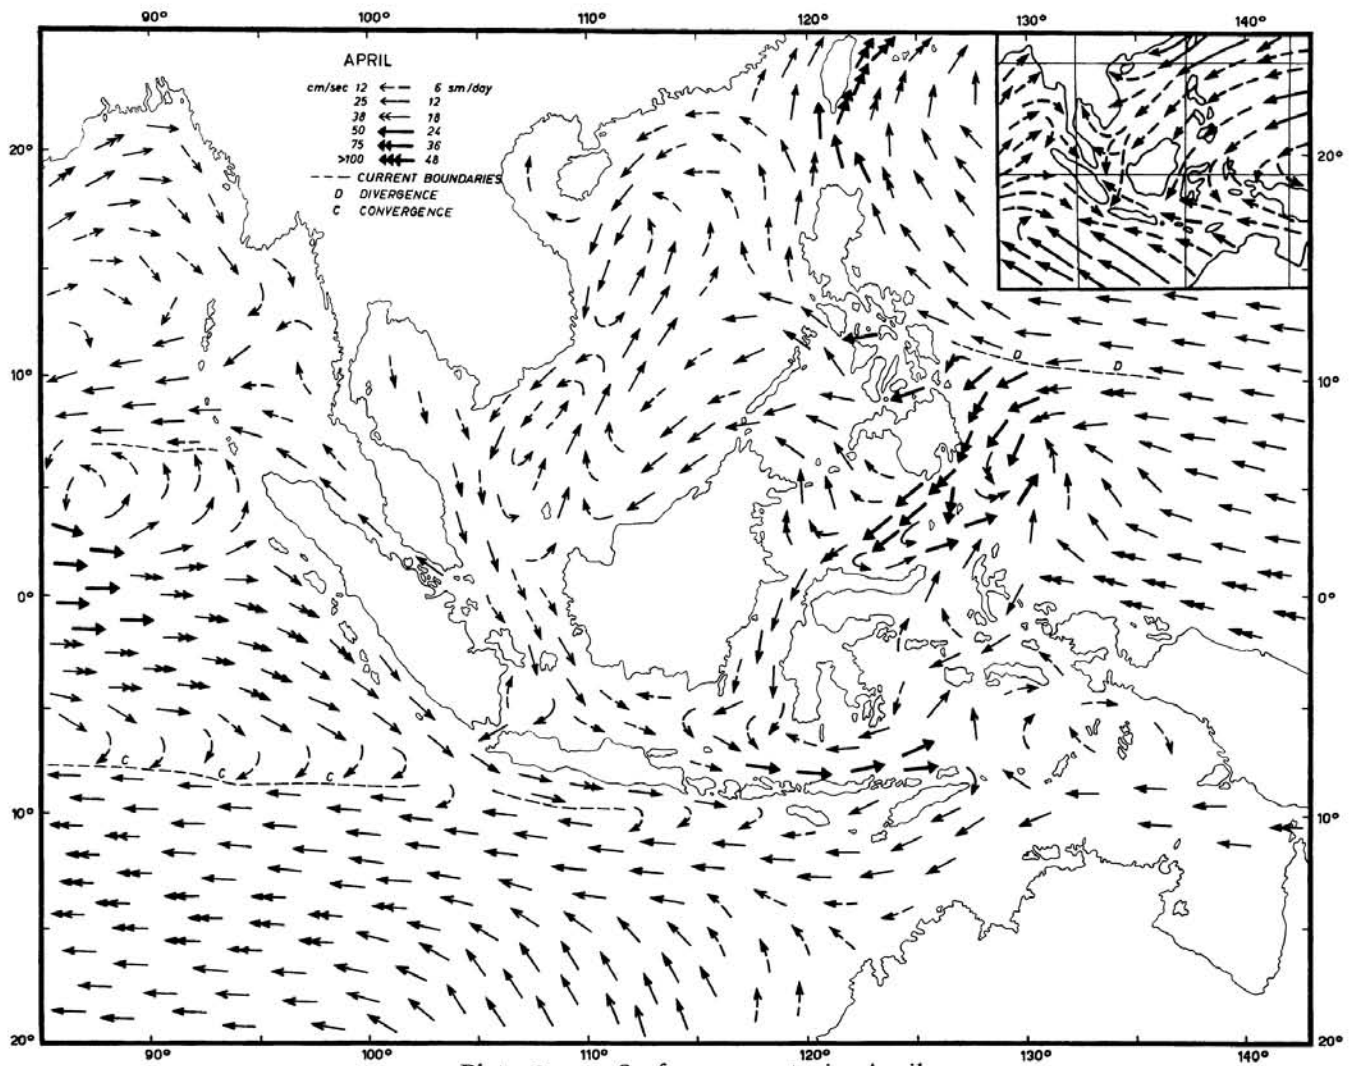 90° 100° 110° 120° 130° 140°
APRIL
cm/sec 12 6 sm/day
25 12
38 18
50 24
75 36
>100 48
CURRENT BOUNDARIES
D DIVERGENCE
C CONVERGENCE
20° 20°
D
D
10° 10°
0° 0°
C
C
C
10° 10°
20° 20°
90° 100° 110° 120° 130° 140°